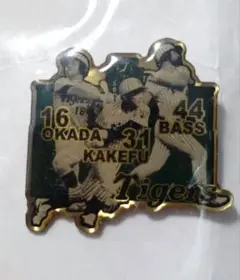 16
OKADA
31
KAKEFU
44
BASS
Tigers